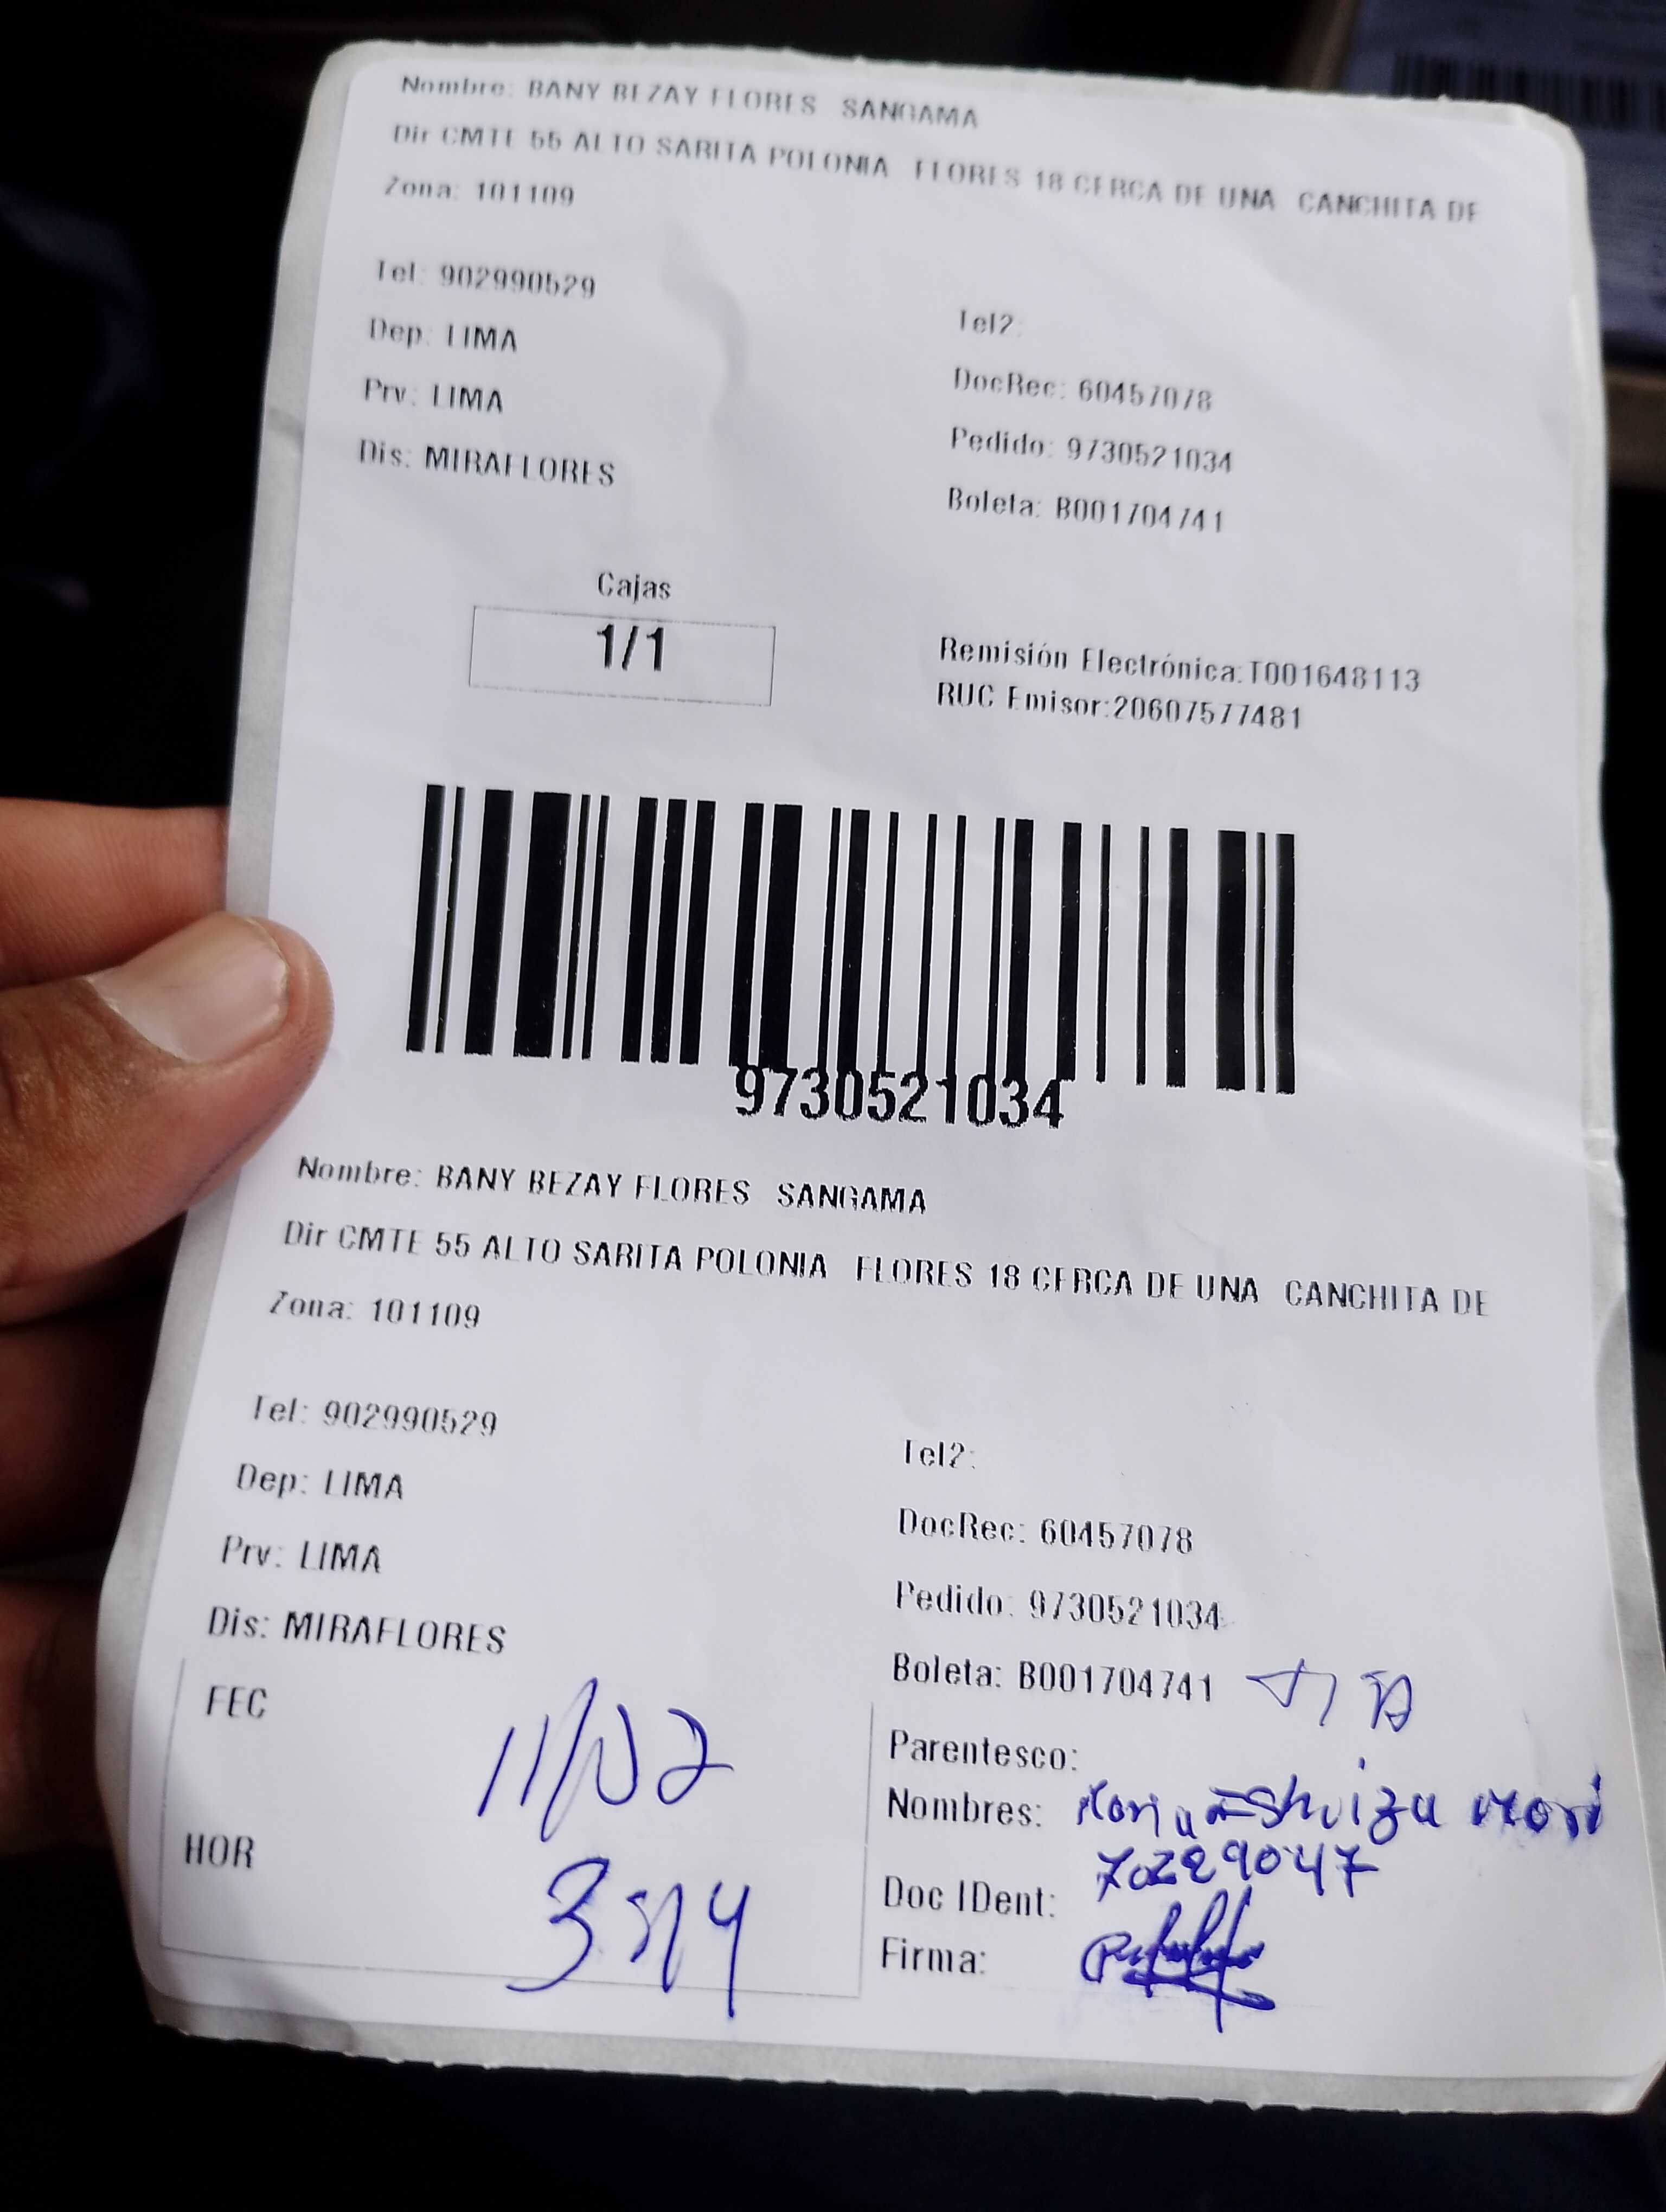 Nombre: BANY BEZAY FLORES SANGAMA
Dir CMTE 55 ALTO SARITA POLONIA FLORES 18 CERCA DE UNA CANCHITA DE
Zona: 101109
Tel: 902990529
Tel2:
Dep: LIMA
DocRec: 60457078
Prv: LIMA
Pedido: 9730521034
Dis: MIRAFLORES
Boleta: B001704741
Cajas
1/1
Remisión Electrónica:T001648113
RUC Emisor:20607577481
9730521034
Nombre: BANY BEZAY FLORES SANGAMA
Dir CMTE 55 ALTO SARITA POLONIA FLORES 18 CERCA DE UNA CANCHITA DE
Zona: 101109
Tel: 902990529
Tel2:
Dep: LIMA
DocRec: 60457078
Prv: LIMA
Pedido: 9730521034
Dis: MIRAFLORES
Boleta: B001704741
FEC 11/02
Parentesco:
Nombres: Shvizu Mori
HOR
Doc IDent: 70229047
Firma: